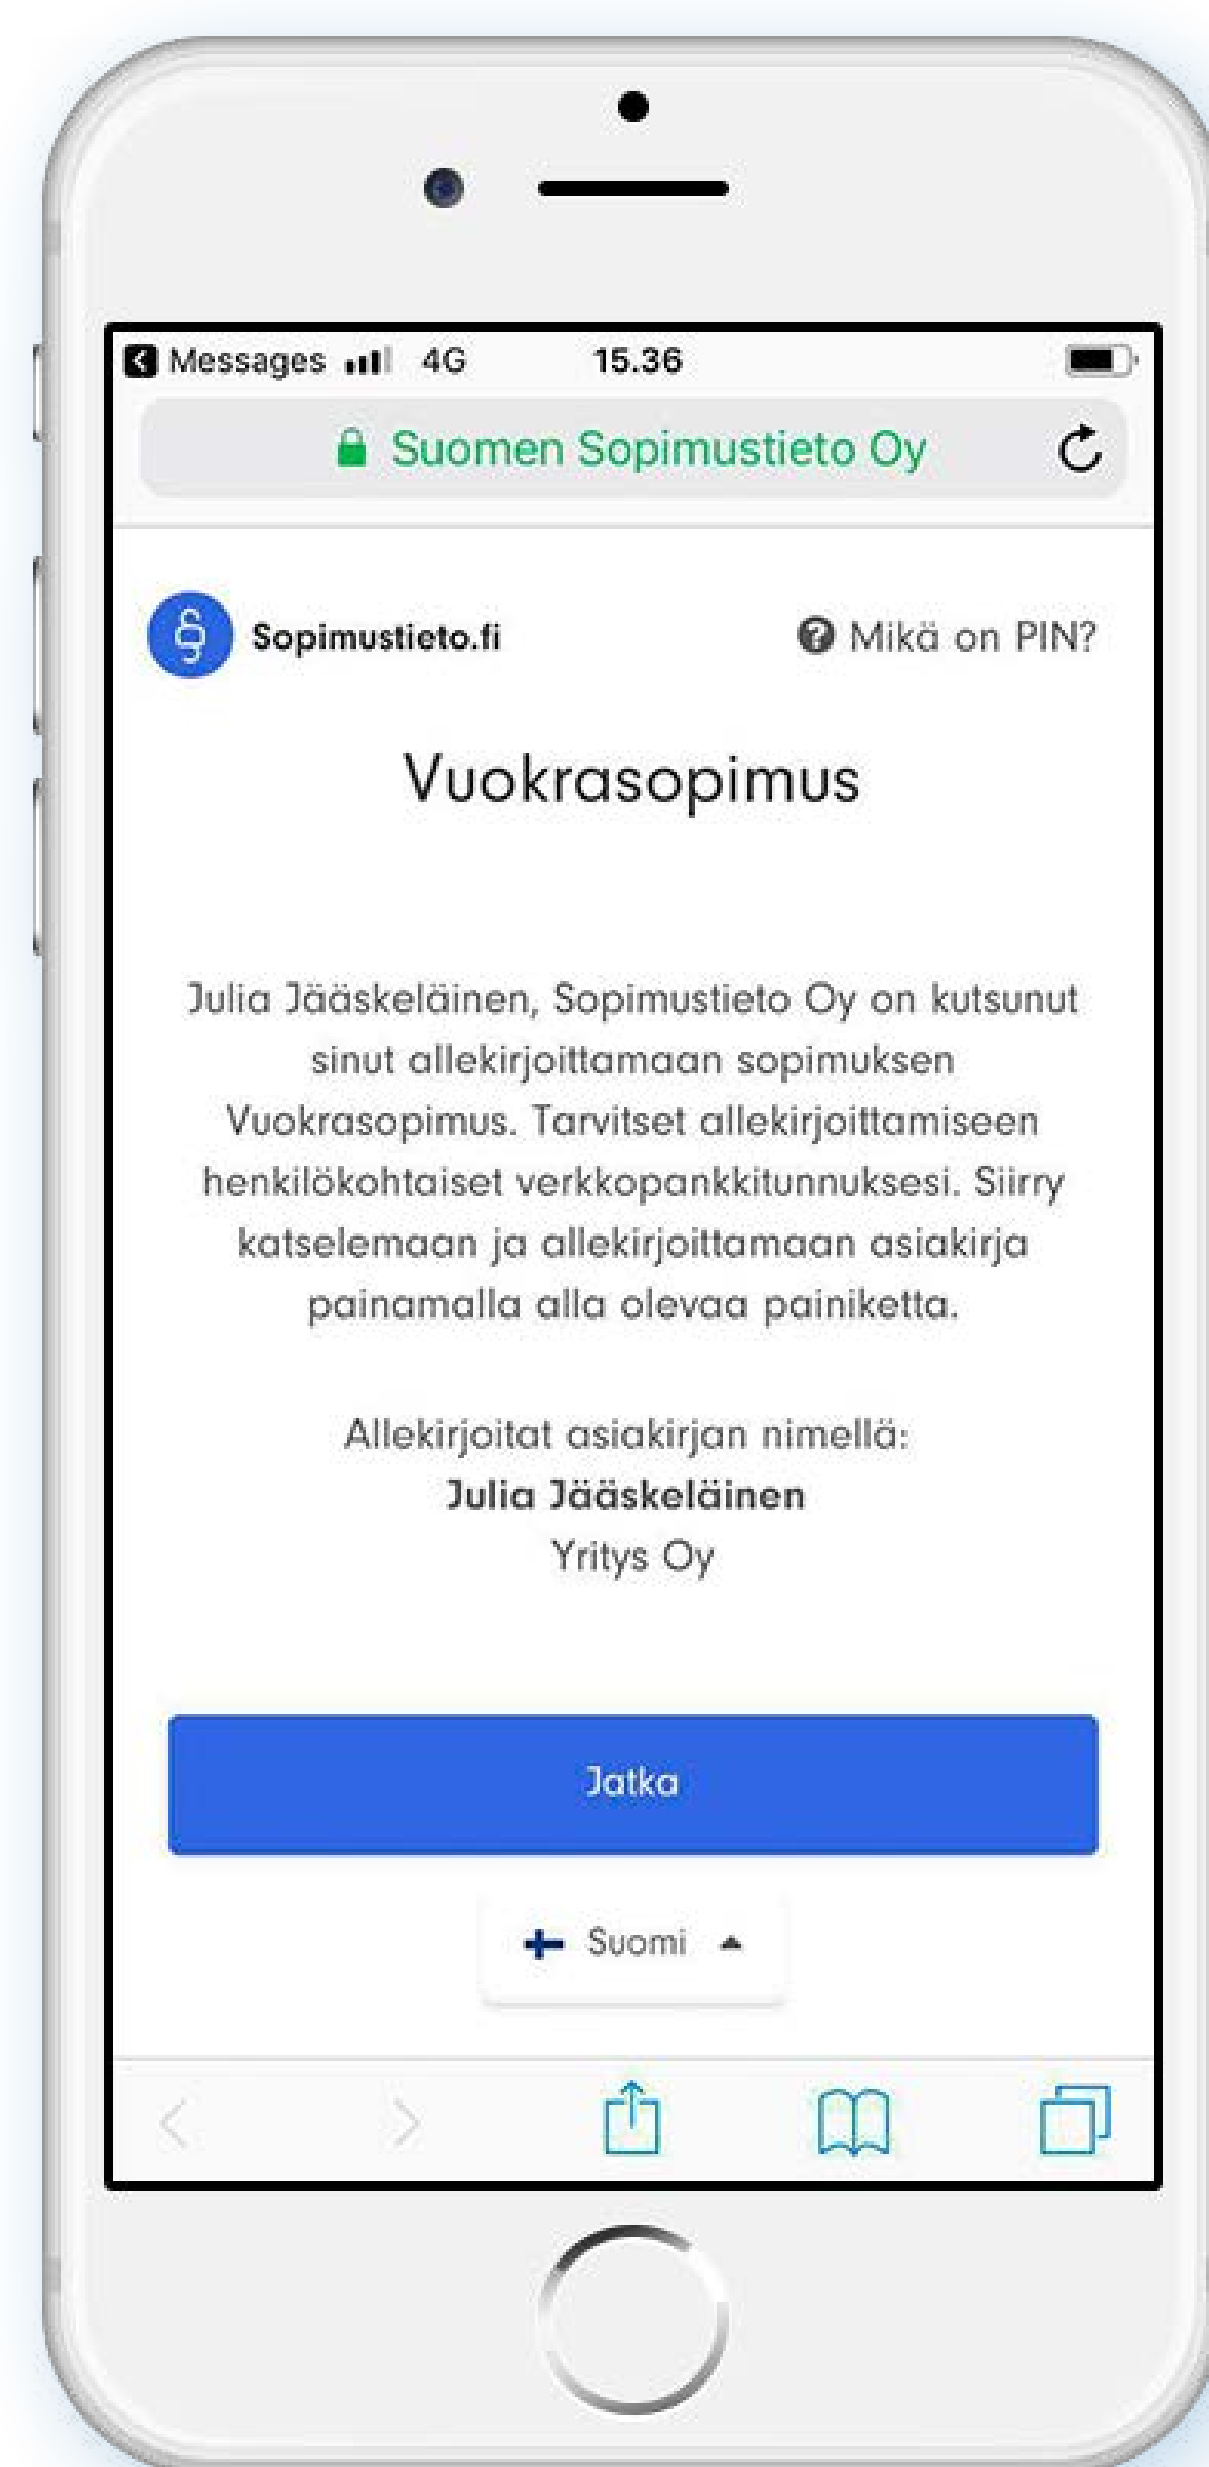 Messages 4G 15.36
Suomen Sopimustieto Oy
Sopimustieto.fi Mikä on PIN?
Vuokrasopimus
Julia Jääskeläinen, Sopimustieto Oy on kutsunut
sinut allekirjoittamaan sopimuksen
Vuokrasopimus. Tarvitset allekirjoittamiseen
henkilökohtaiset verkkopankkitunnuksesi. Siirry
katselemaan ja allekirjoittamaan asiakirja
painamalla alla olevaa painiketta.
Allekirjoitat asiakirjan nimellä:
Julia Jääskeläinen
Yritys Oy
Jatka
Suomi